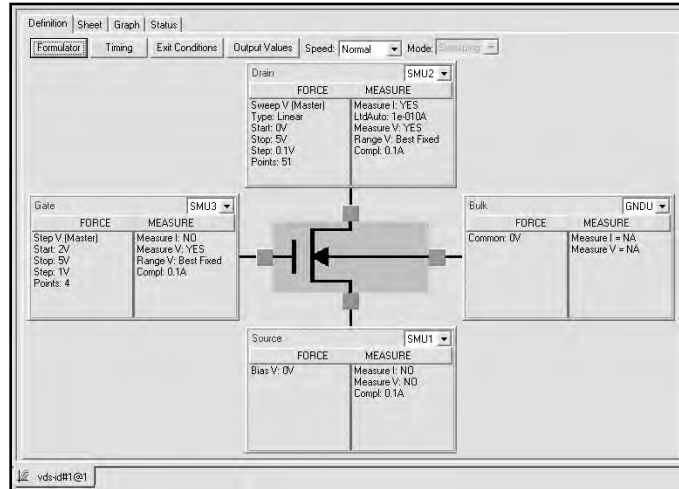 Definition Sheet Graph Status
Formulator Timing Exit Conditions Output Values Speed: Normal Mode: Sweeping
Drain SMU2
FORCE MEASURE
Sweep V (Master) Measure I: YES
Type: Linear LtdAuto: 1e-010A
Start: 0V Measure V: YES
Stop: 5V Range V: Best Fixed
Step: 0.1V Compl: 0.1A
Points: 51
Gate SMU3
FORCE MEASURE
Step V (Master) Measure I: NO
Start: 2V Measure V: YES
Stop: 5V Range V: Best Fixed
Step: 1V Compl: 0.1A
Points: 4
Bulk GNDU
FORCE MEASURE
Common: 0V Measure I = NA
Measure V = NA
Source SMU1
FORCE MEASURE
Bias V: 0V Measure I: NO
Measure V: NO
Compl: 0.1A
vds-id#1@1